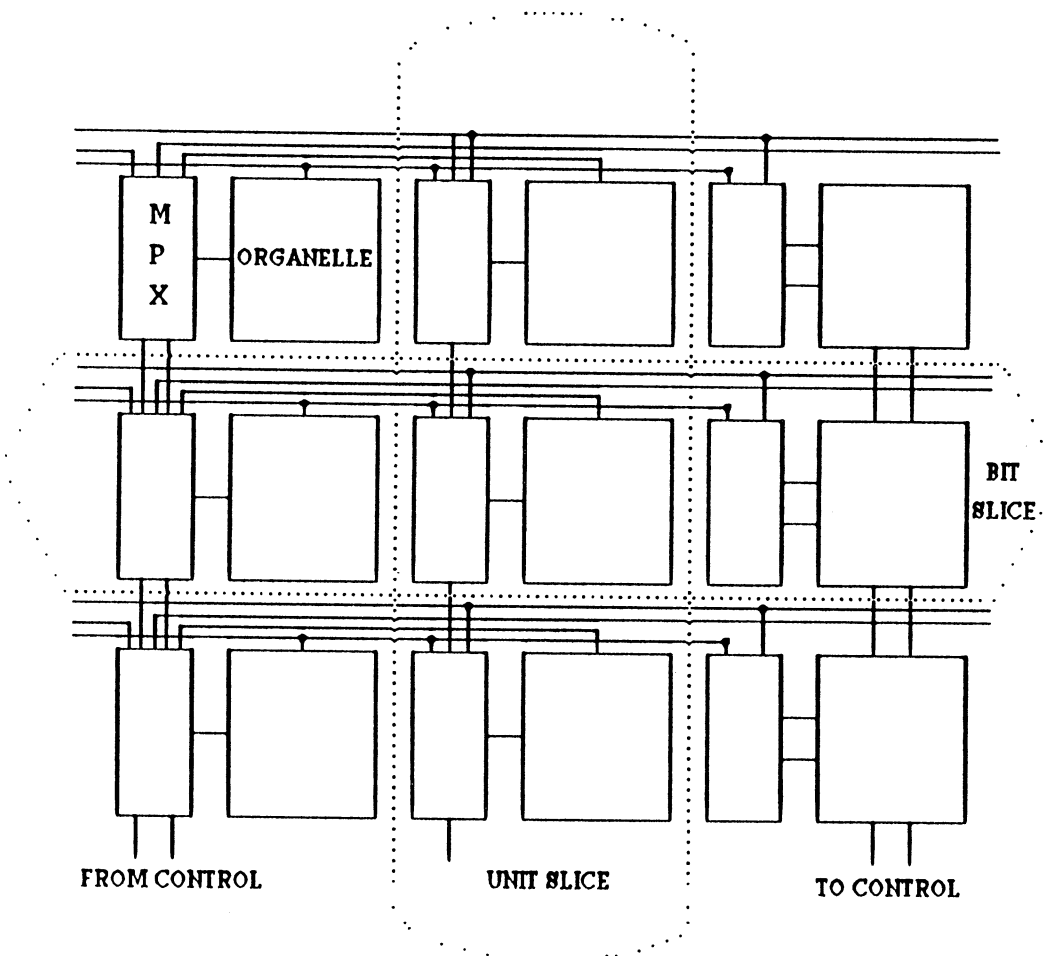 M
P
X
ORGANELLE
BIT
SLICE
FROM CONTROL
UNIT SLICE
TO CONTROL